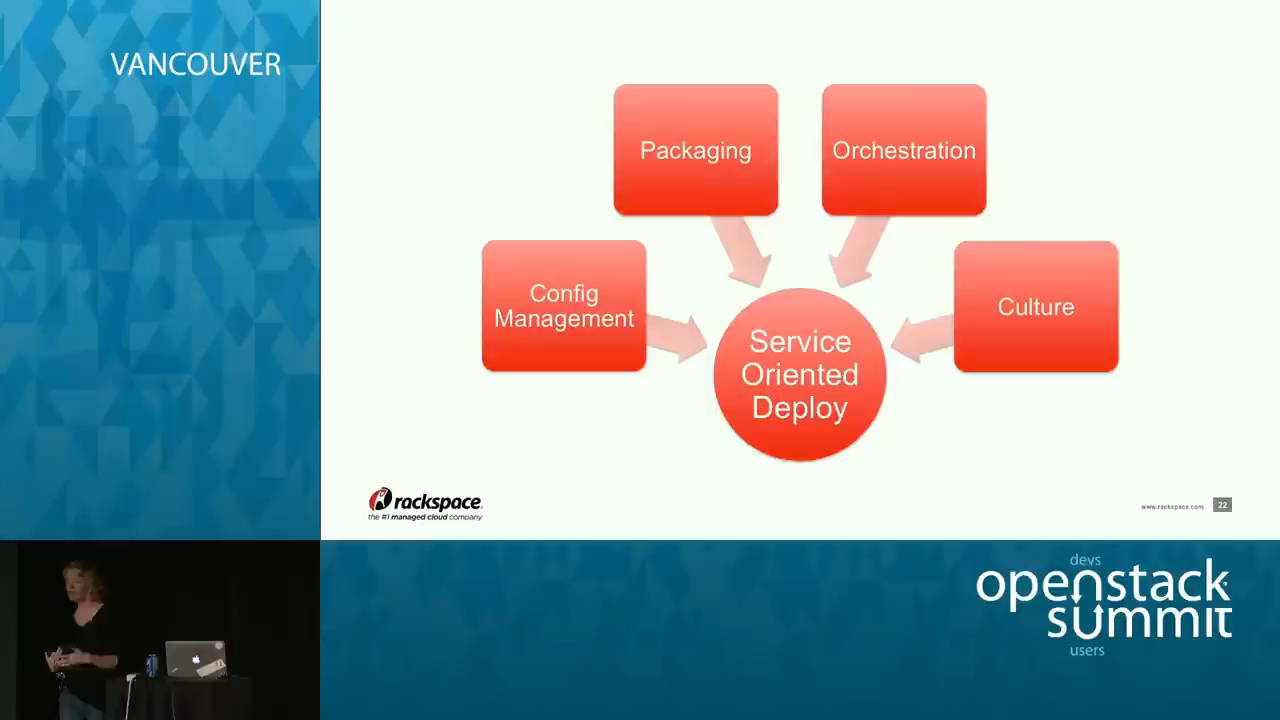 VANCOUVER
Packaging
Orchestration
Config
Management
Culture
Service
Oriented
Deploy
rackspace
the #1 managed cloud company
www.rackspace.com
22
devs
openstack
summit
users